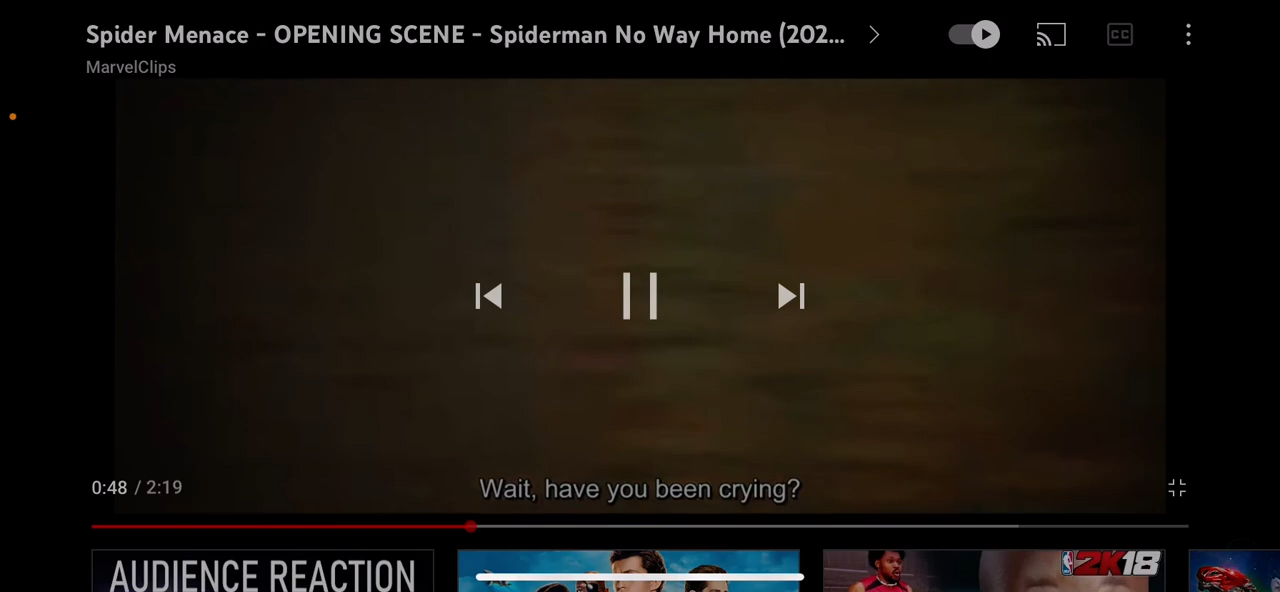 Spider Menace - OPENING SCENE - Spiderman No Way Home (202...
MarvelClips
CC
Wait, have you been crying?
0:48 / 2:19
AUDIENCE REACTION
2K18